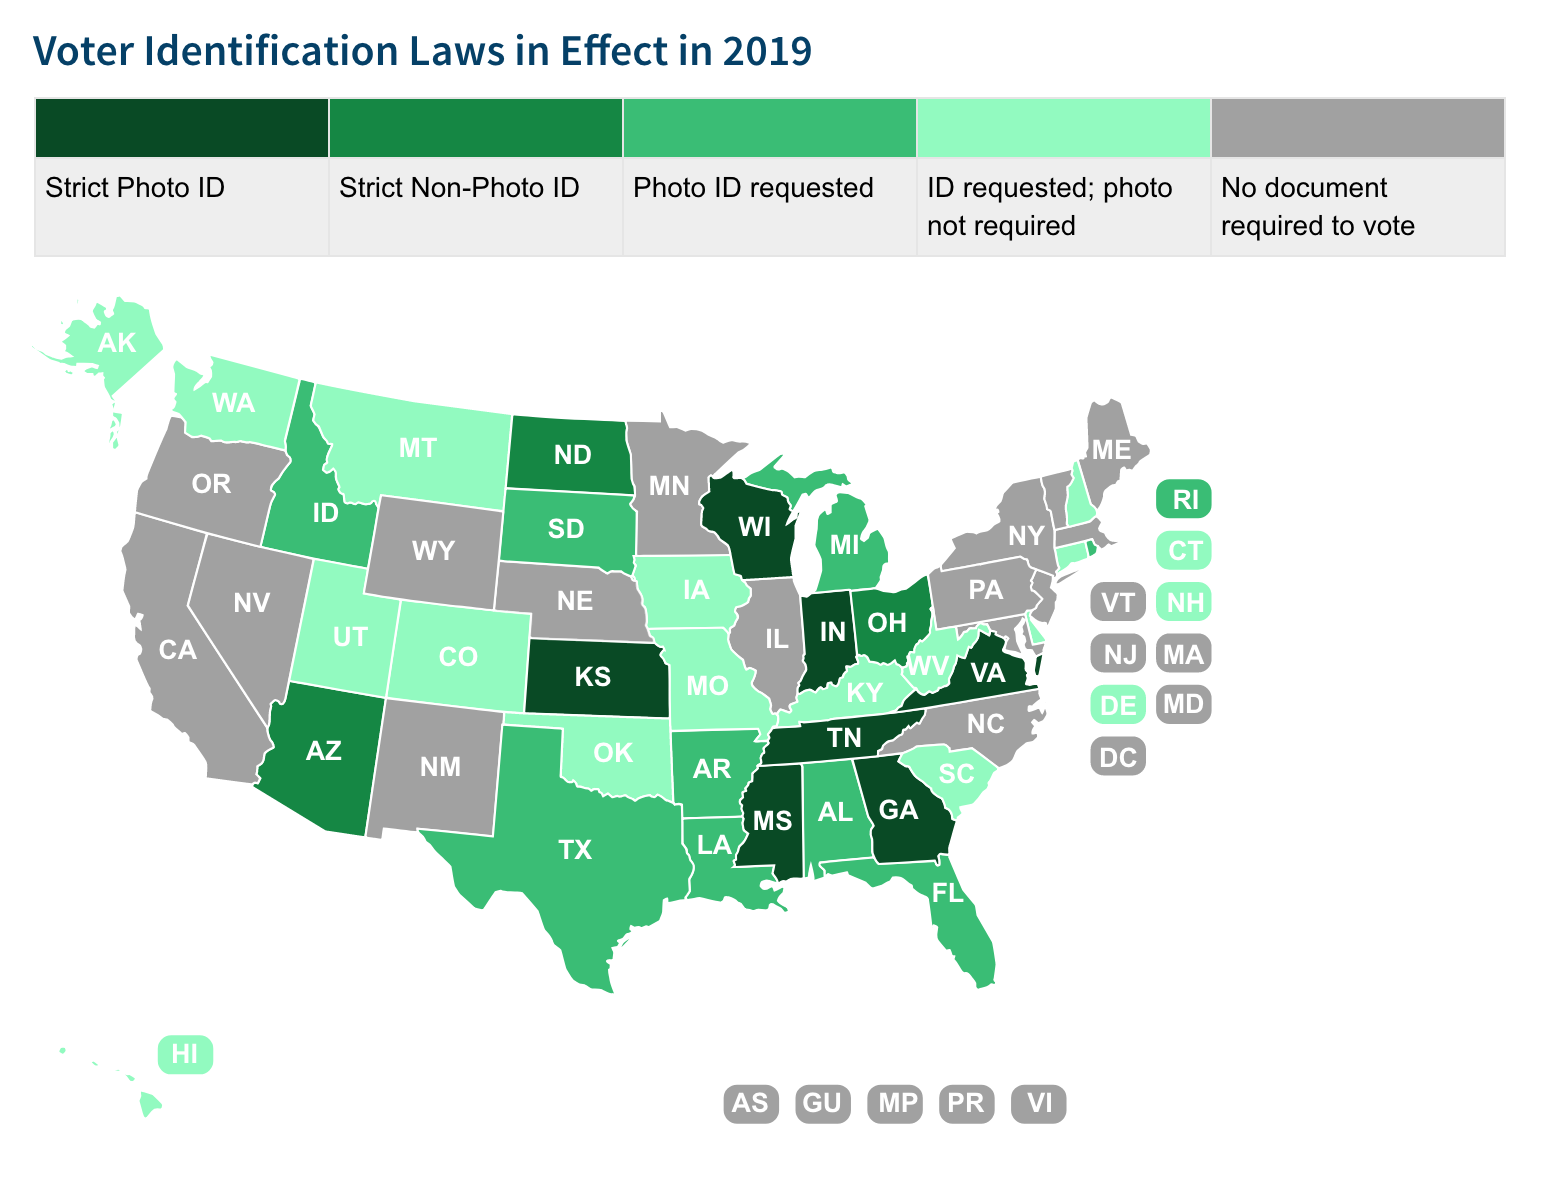 Voter Identification Laws in Effect in 2019
Strict Photo ID
Strict Non-Photo ID
Photo ID requested
ID requested; photo
not required
No document
required to vote
AK
WA
MT
ND
OR
ID
MN
ME
SD
WI
MI
NY
RI
WY
CT
NV
NE
IA
PA
VT
NH
CA
UT
CO
IL
IN
OH
NJ
MA
KS
MO
KY
WV
VA
DE
MD
AZ
NM
OK
AR
TN
NC
DC
SC
TX
LA
MS
AL
GA
FL
HI
AS
GU
MP
PR
VI